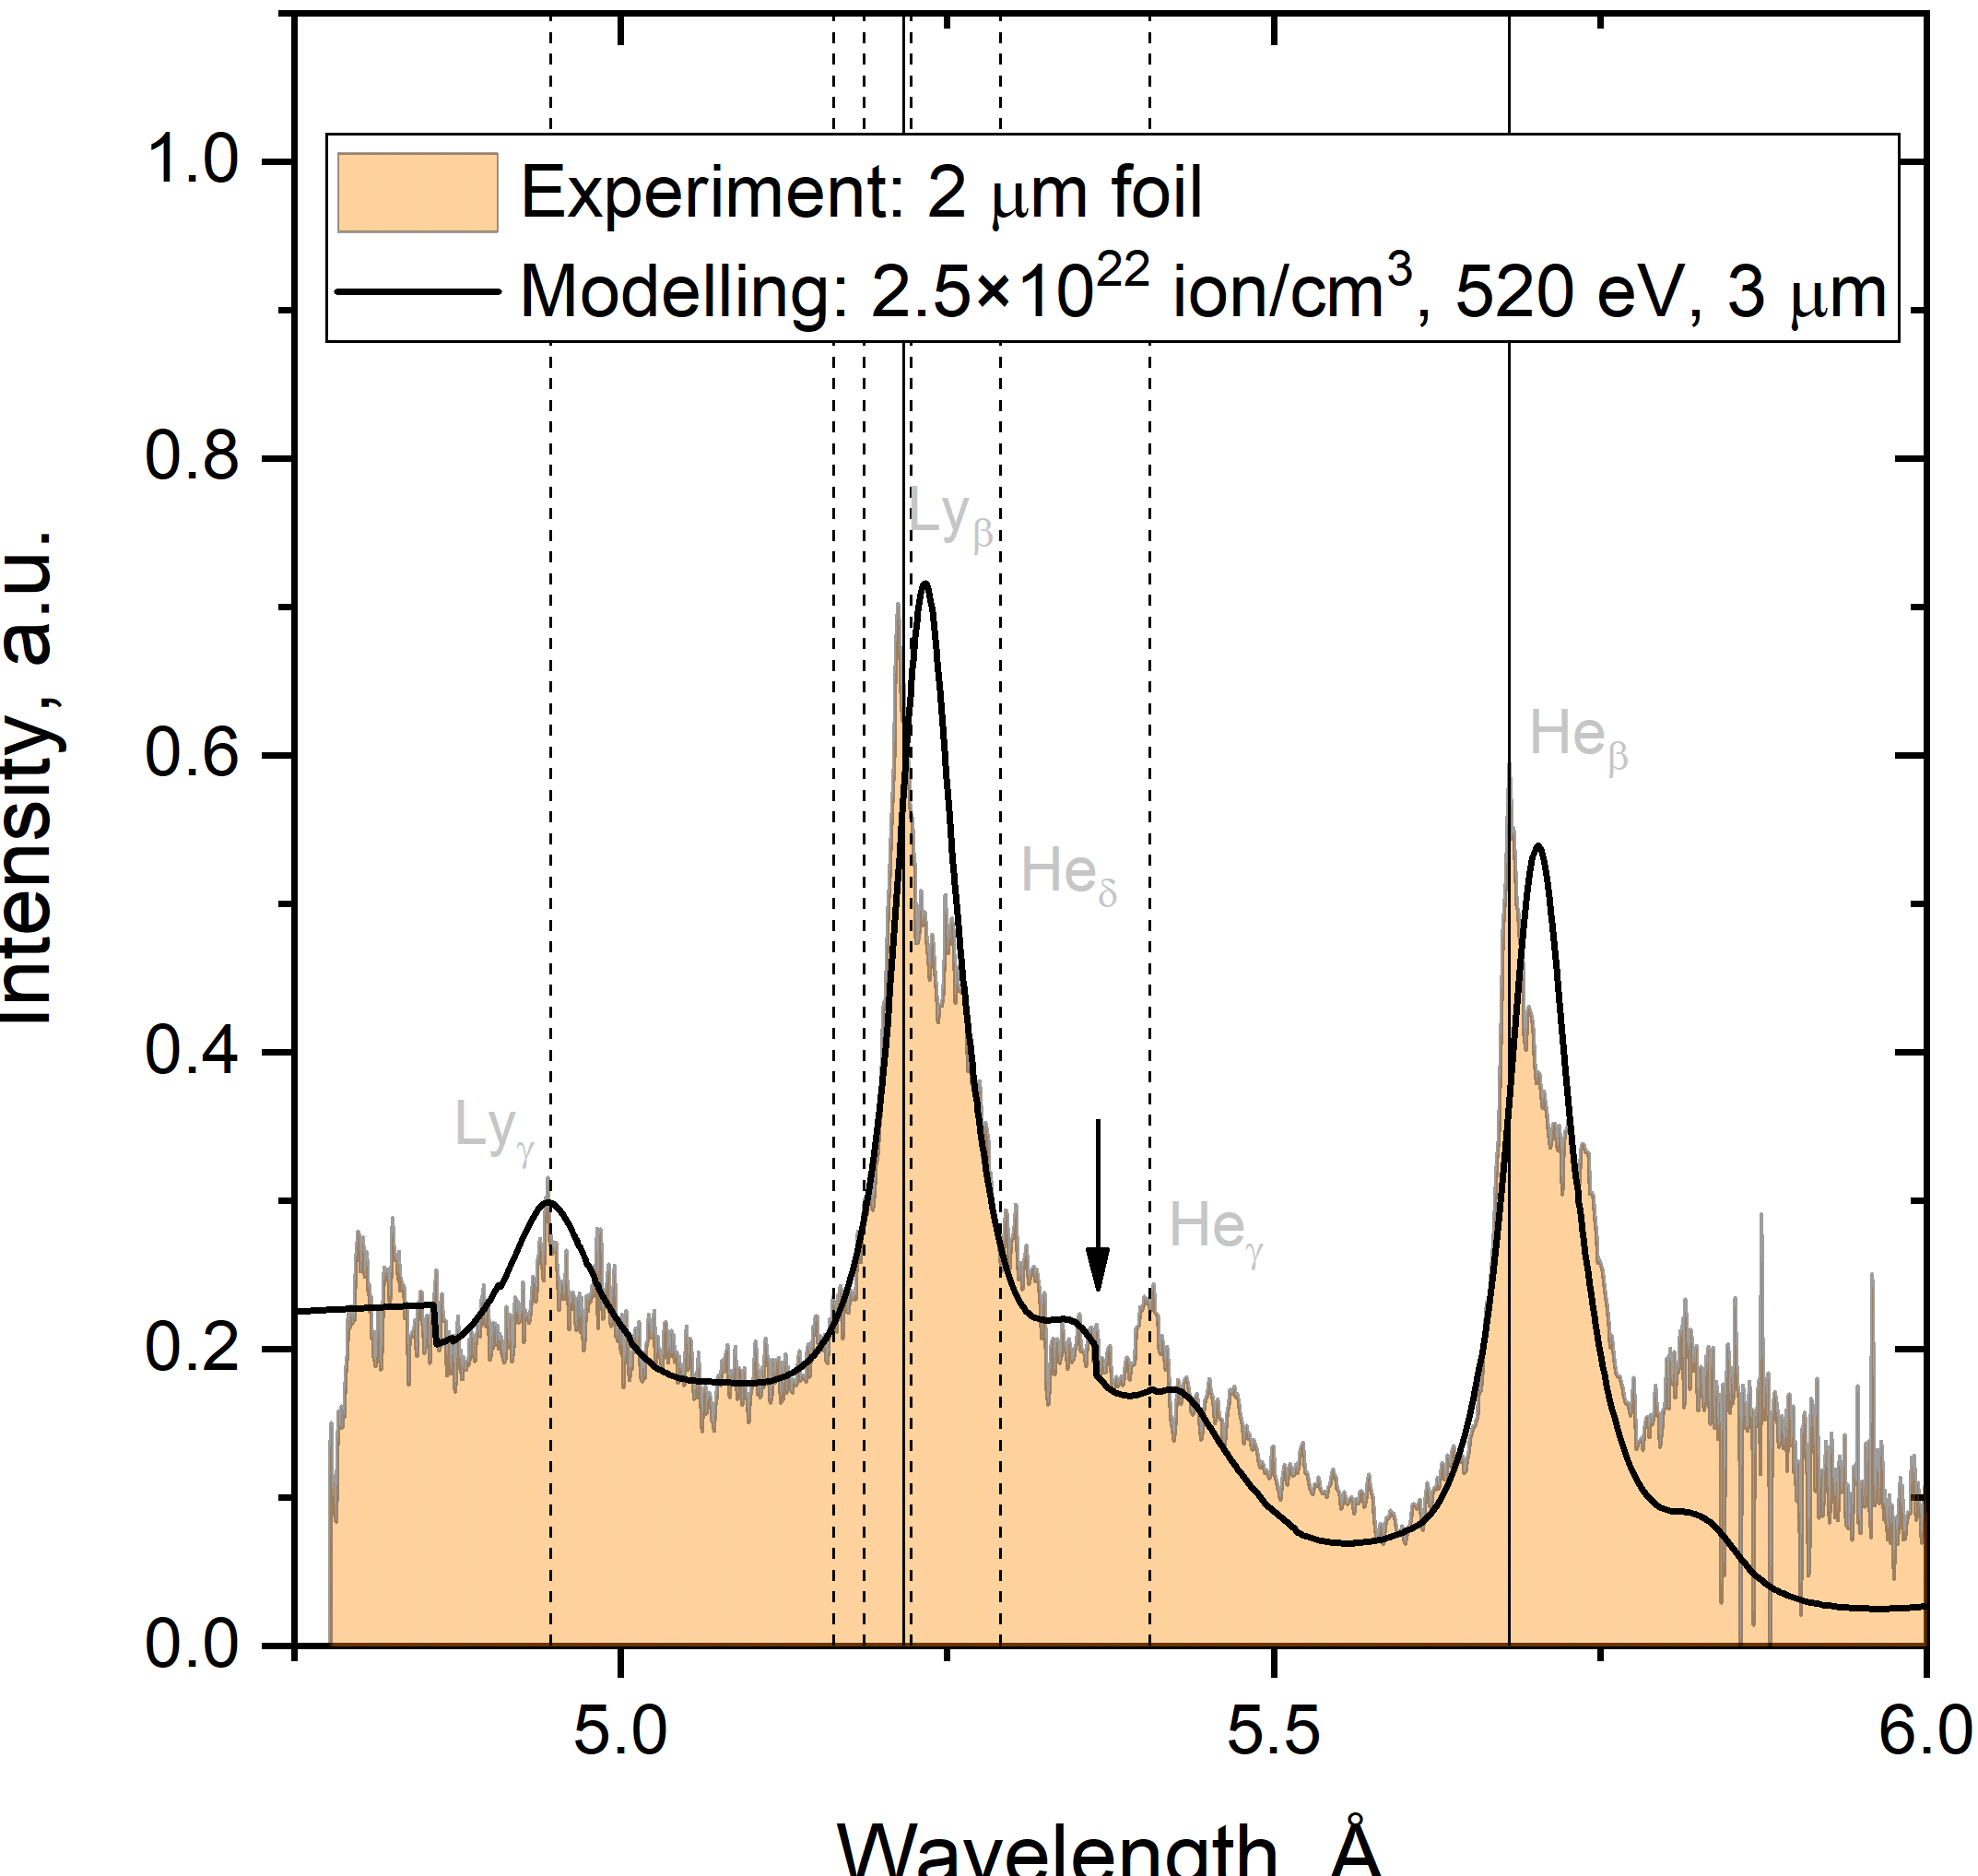 Experiment: 2 μm foil
Modelling: 2.5×10²² ion/cm³, 520 eV, 3 μm
1.0
0.8
0.6
0.4
0.2
0.0
Intensity, a.u.
Lyᵦ
Heᵦ
He_δ
Lyᵧ
Heᵧ
5.0
5.5
6.0
Wavelength, Å